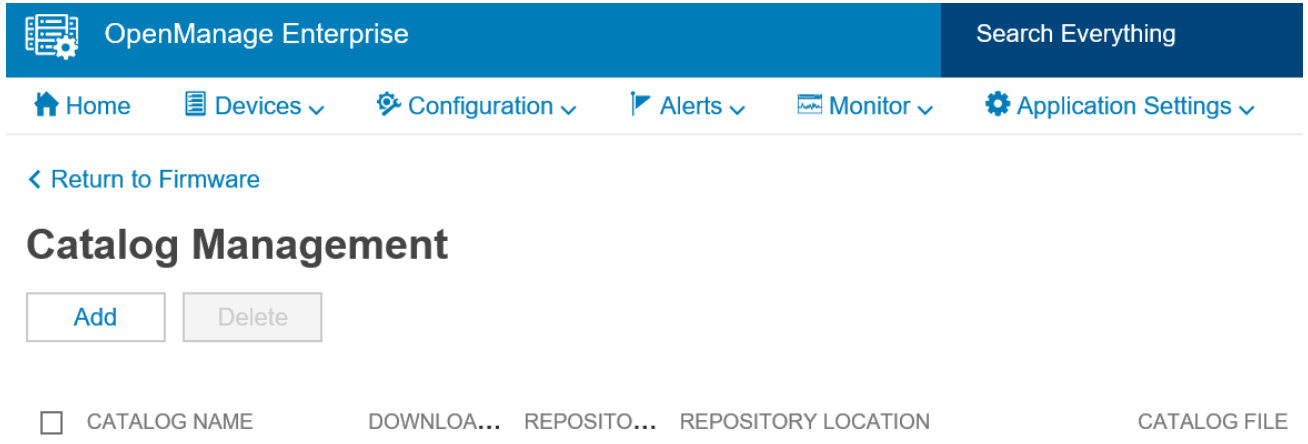 OpenManage Enterprise Search Everything
Home Devices Configuration Alerts Monitor Application Settings
Return to Firmware
Catalog Management
Add Delete
CATALOG NAME DOWNLOA... REPOSITO... REPOSITORY LOCATION CATALOG FILE